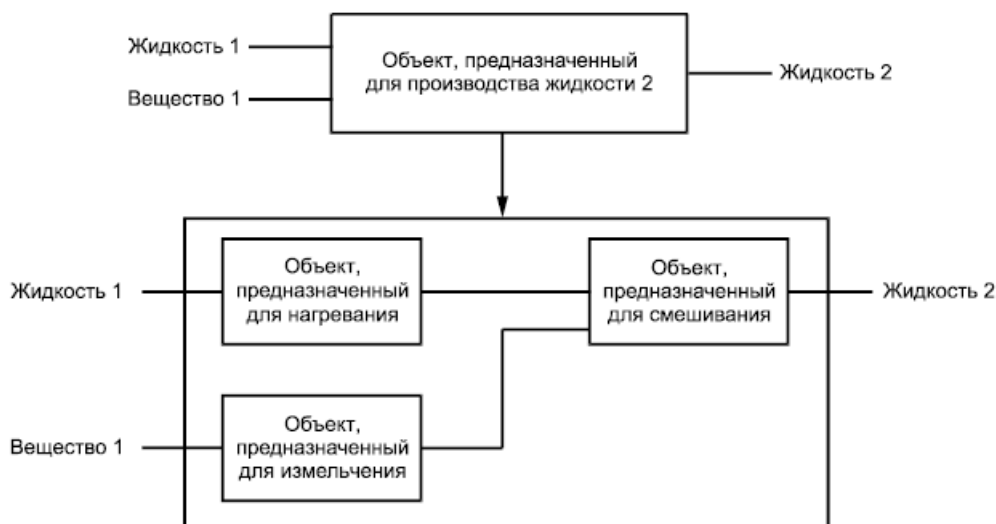 Жидкость 1
Вещество 1
Объект, предназначенный
для производства жидкости 2
Жидкость 2
Жидкость 1
Объект,
предназначенный
для нагревания
Объект,
предназначенный
для смешивания
Жидкость 2
Вещество 1
Объект,
предназначенный
для измельчения